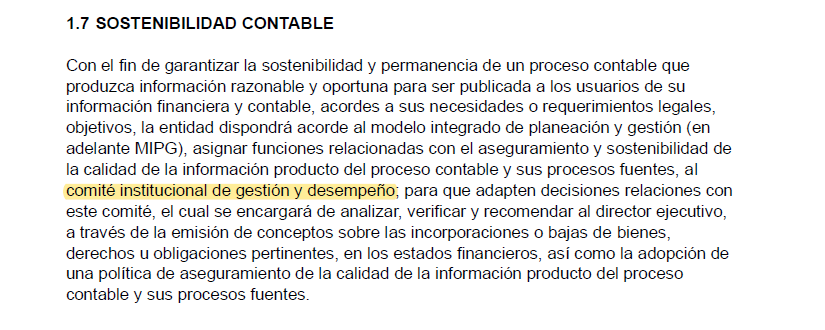 1.7 SOSTENIBILIDAD CONTABLE
Con el fin de garantizar la sostenibilidad y permanencia de un proceso contable que
produzca información razonable y oportuna para ser publicada a los usuarios de su
información financiera y contable, acordes a sus necesidades o requerimientos legales,
objetivos, la entidad dispondrá acorde al modelo integrado de planeación y gestión (en
adelante MIPG), asignar funciones relacionadas con el aseguramiento y sostenibilidad de
la calidad de la información producto del proceso contable y sus procesos fuentes, al
comité institucional de gestión y desempeño; para que adapten decisiones relaciones con
este comité, el cual se encargará de analizar, verificar y recomendar al director ejecutivo,
a través de la emisión de conceptos sobre las incorporaciones o bajas de bienes,
derechos u obligaciones pertinentes, en los estados financieros, así como la adopción de
una política de aseguramiento de la calidad de la información producto del proceso
contable y sus procesos fuentes.